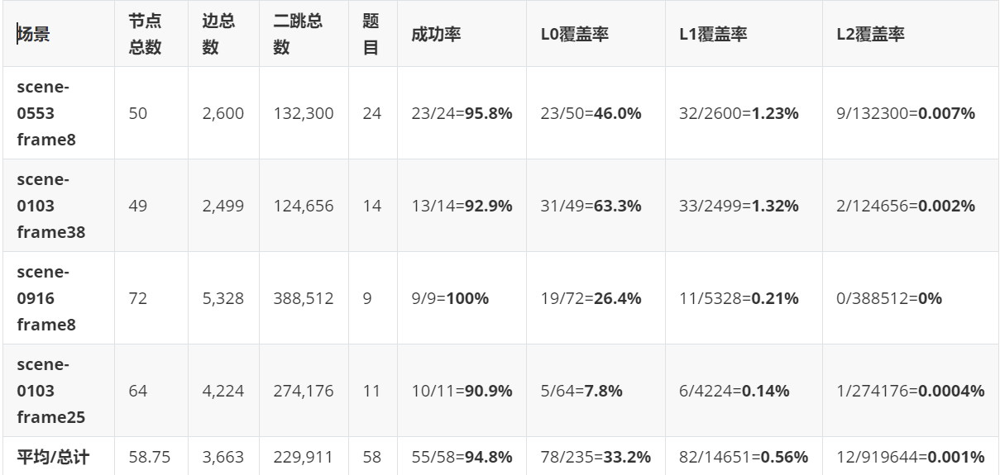 场景 节点总数 边总数 二跳总数 题目 成功率 L0覆盖率 L1覆盖率 L2覆盖率
scene-0553 frame8 50 2,600 132,300 24 23/24=95.8% 23/50=46.0% 32/2600=1.23% 9/132300=0.007%
scene-0103 frame38 49 2,499 124,656 14 13/14=92.9% 31/49=63.3% 33/2499=1.32% 2/124656=0.002%
scene-0916 frame8 72 5,328 388,512 9 9/9=100% 19/72=26.4% 11/5328=0.21% 0/388512=0%
scene-0103 frame25 64 4,224 274,176 11 10/11=90.9% 5/64=7.8% 6/4224=0.14% 1/274176=0.0004%
平均/总计 58.75 3,663 229,911 58 55/58=94.8% 78/235=33.2% 82/14651=0.56% 12/919644=0.001%